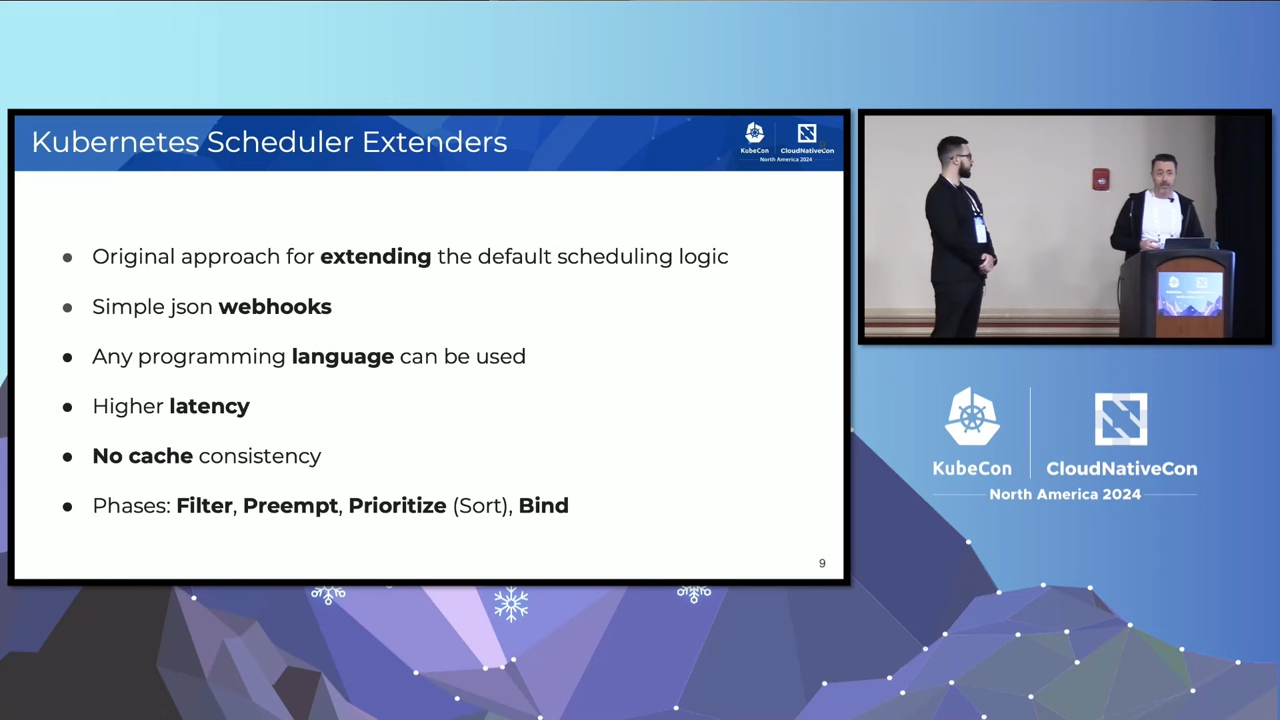 Kubernetes Scheduler Extenders
KubeCon
CloudNativeCon
North America 2024
Original approach for extending the default scheduling logic
Simple json webhooks
Any programming language can be used
Higher latency
No cache consistency
Phases: Filter, Preempt, Prioritize (Sort), Bind
9
KubeCon
CloudNativeCon
North America 2024